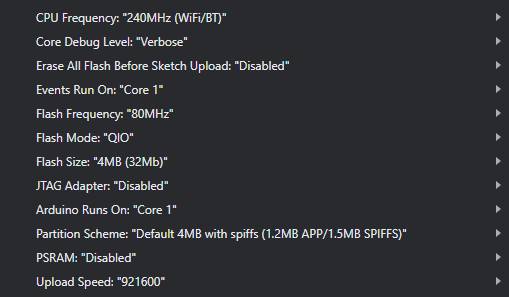 CPU Frequency: "240MHz (WiFi/BT)"
Core Debug Level: "Verbose"
Erase All Flash Before Sketch Upload: "Disabled"
Events Run On: "Core 1"
Flash Frequency: "80MHz"
Flash Mode: "QIO"
Flash Size: "4MB (32Mb)"
JTAG Adapter: "Disabled"
Arduino Runs On: "Core 1"
Partition Scheme: "Default 4MB with spiffs (1.2MB APP/1.5MB SPIFFS)"
PSRAM: "Disabled"
Upload Speed: "921600"